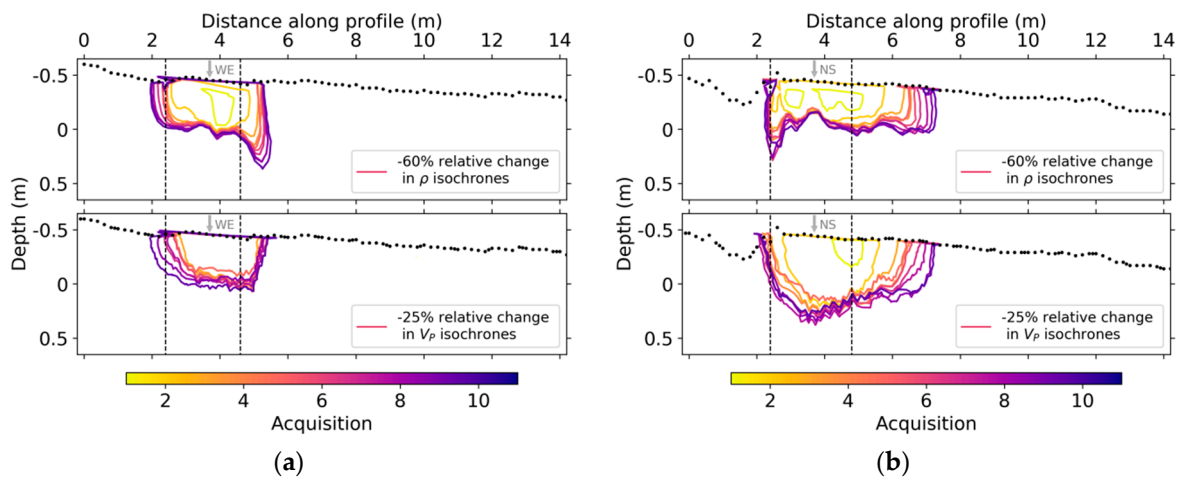 Distance along profile (m)
0 2 4 6 8 10 12 14
-0.5
0
0.5
WE
-60% relative change
in ρ isochrones
Depth (m)
-0.5
0
0.5
WE
-25% relative change
in VP isochrones
2 4 6 8 10
Acquisition
(a)
Distance along profile (m)
0 2 4 6 8 10 12 14
-0.5
0
0.5
NS
-60% relative change
in ρ isochrones
Depth (m)
-0.5
0
0.5
NS
-25% relative change
in VP isochrones
2 4 6 8 10
Acquisition
(b)